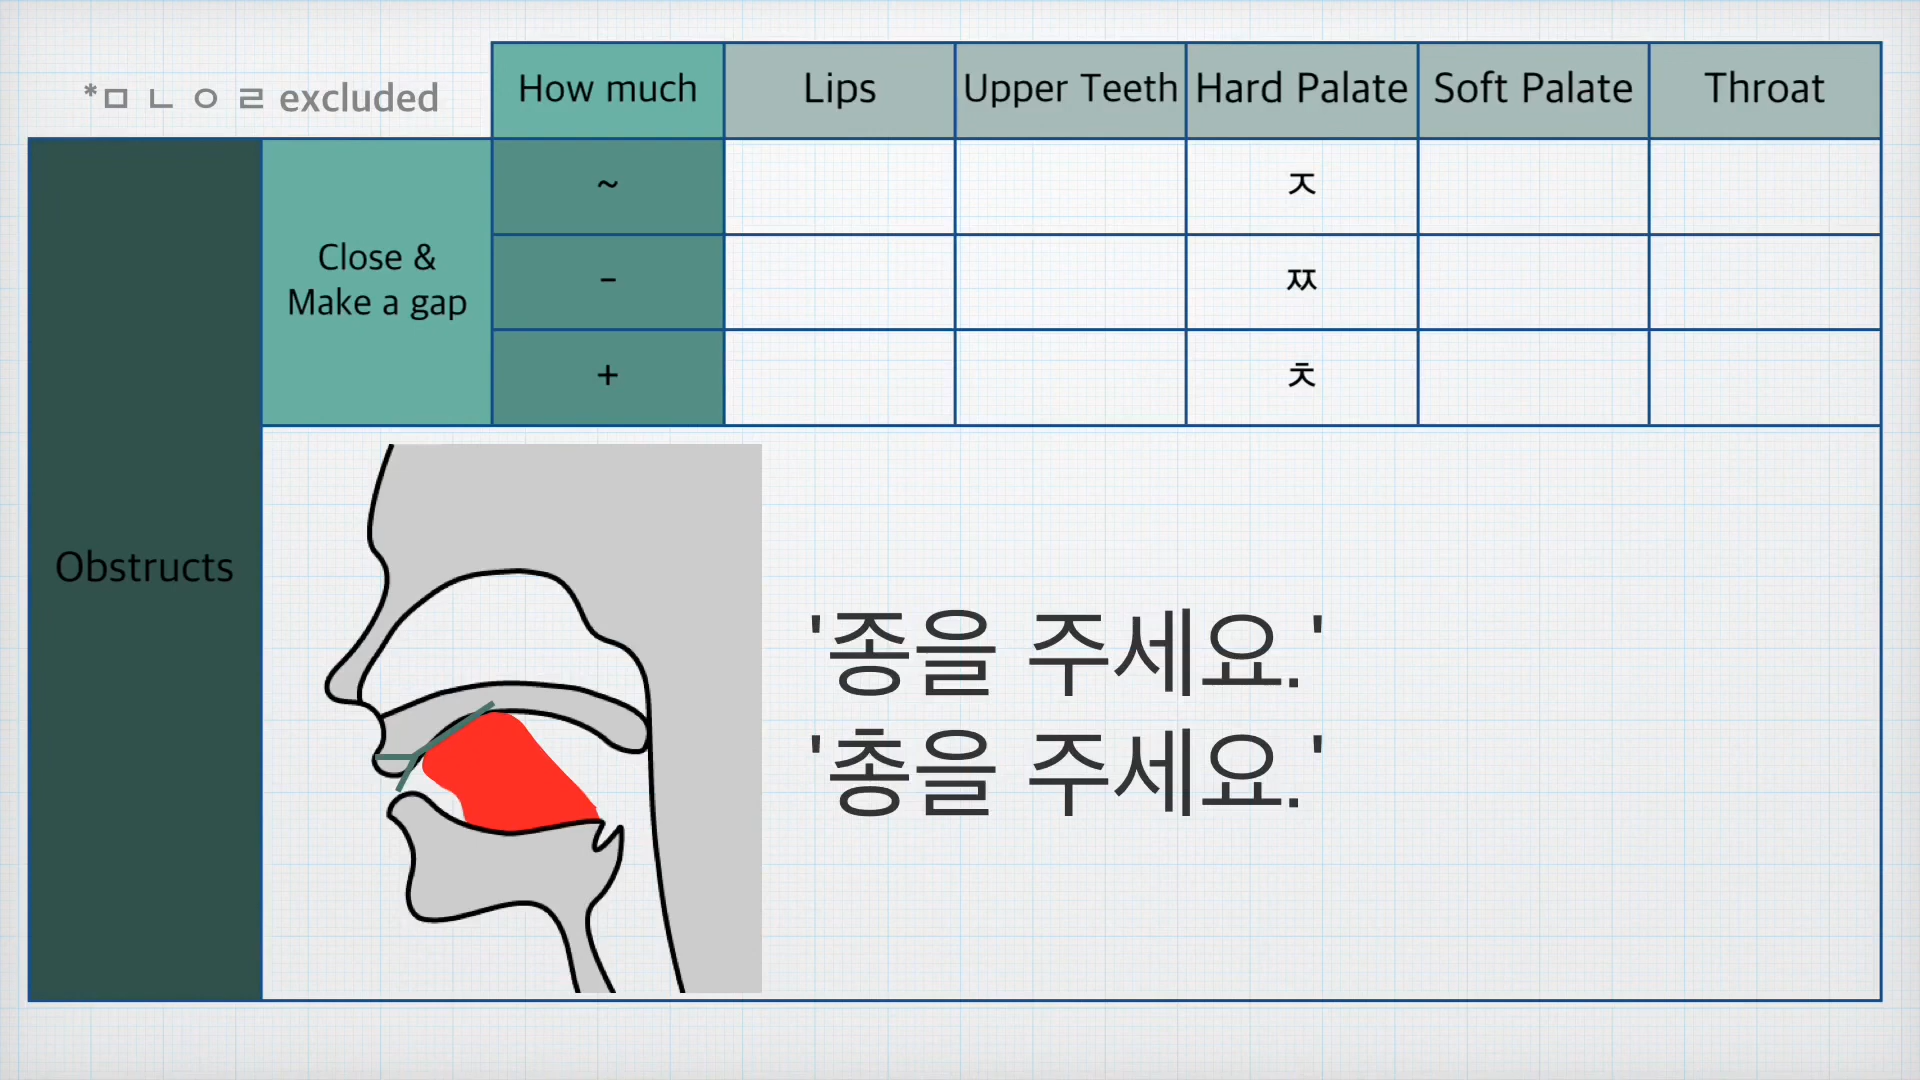 *ㅁ ㄴ ㅇ ㄹ excluded
How much
Lips
Upper Teeth
Hard Palate
Soft Palate
Throat
Obstructs
Close &
Make a gap
~
ㅈ
-
ㅉ
+
ㅊ
'종을 주세요.'
'총을 주세요.'